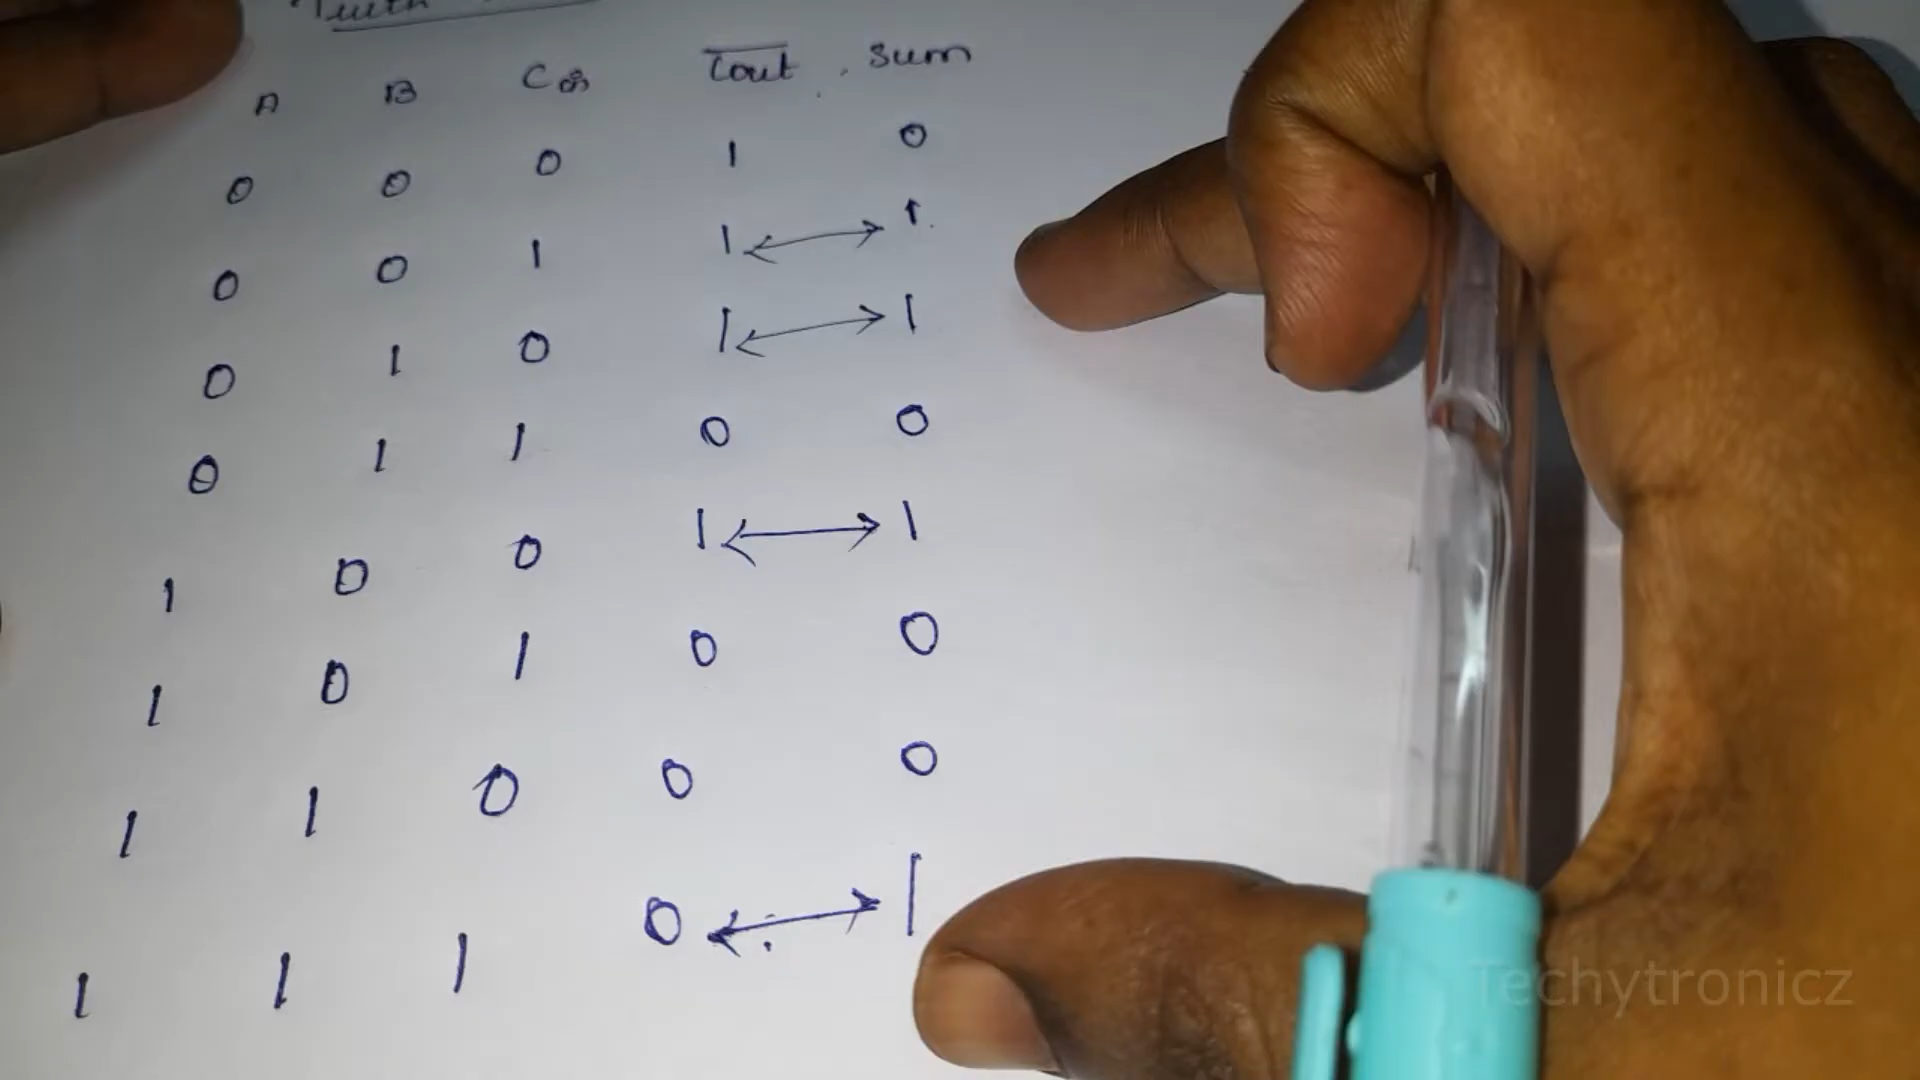 Truth
A B Cin C̅o̅u̅t̅ . Sum
0 0 0 1 0
0 0 1 1 ↔ 1
0 1 0 1 ↔ 1
0 1 1 0 0
1 0 0 1 ↔ 1
1 0 1 0 0
1 1 0 0 0
1 1 1 0 ↔ 1
Techytronicz